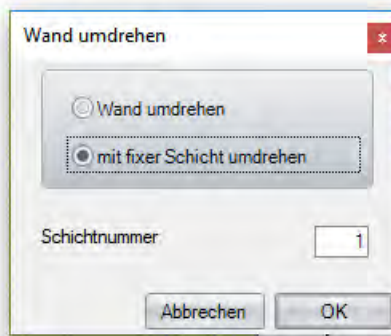 Wand umdrehen
Wand umdrehen
mit fixer Schicht umdrehen
Schichtnummer 1
Abbrechen OK